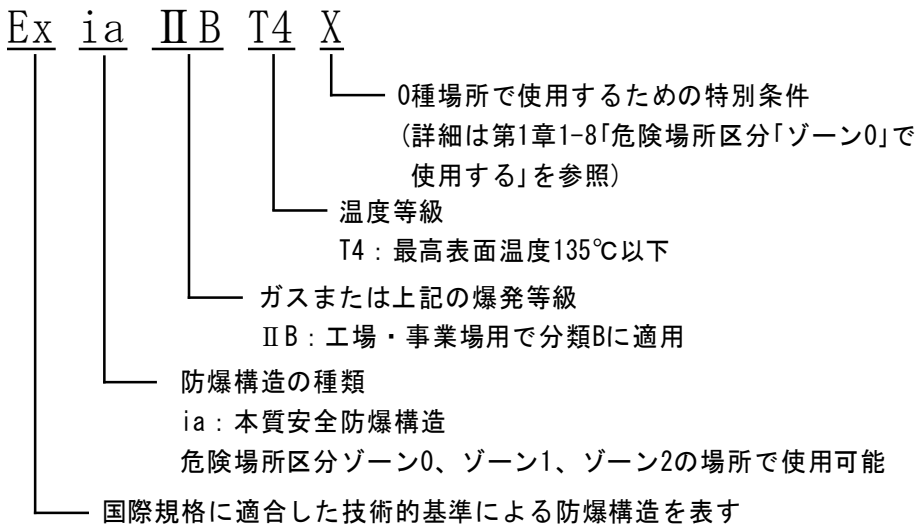 Ex ia ⅡB T4 X
0種場所で使用するための特別条件
(詳細は第1章1-8「危険場所区分「ゾーン0」で
使用する」を参照)
温度等級
T4：最高表面温度135℃以下
ガスまたは上記の爆発等級
ⅡB：工場・事業場用で分類Bに適用
防爆構造の種類
ia：本質安全防爆構造
危険場所区分ゾーン0、ゾーン1、ゾーン2の場所で使用可能
国際規格に適合した技術的基準による防爆構造を表す